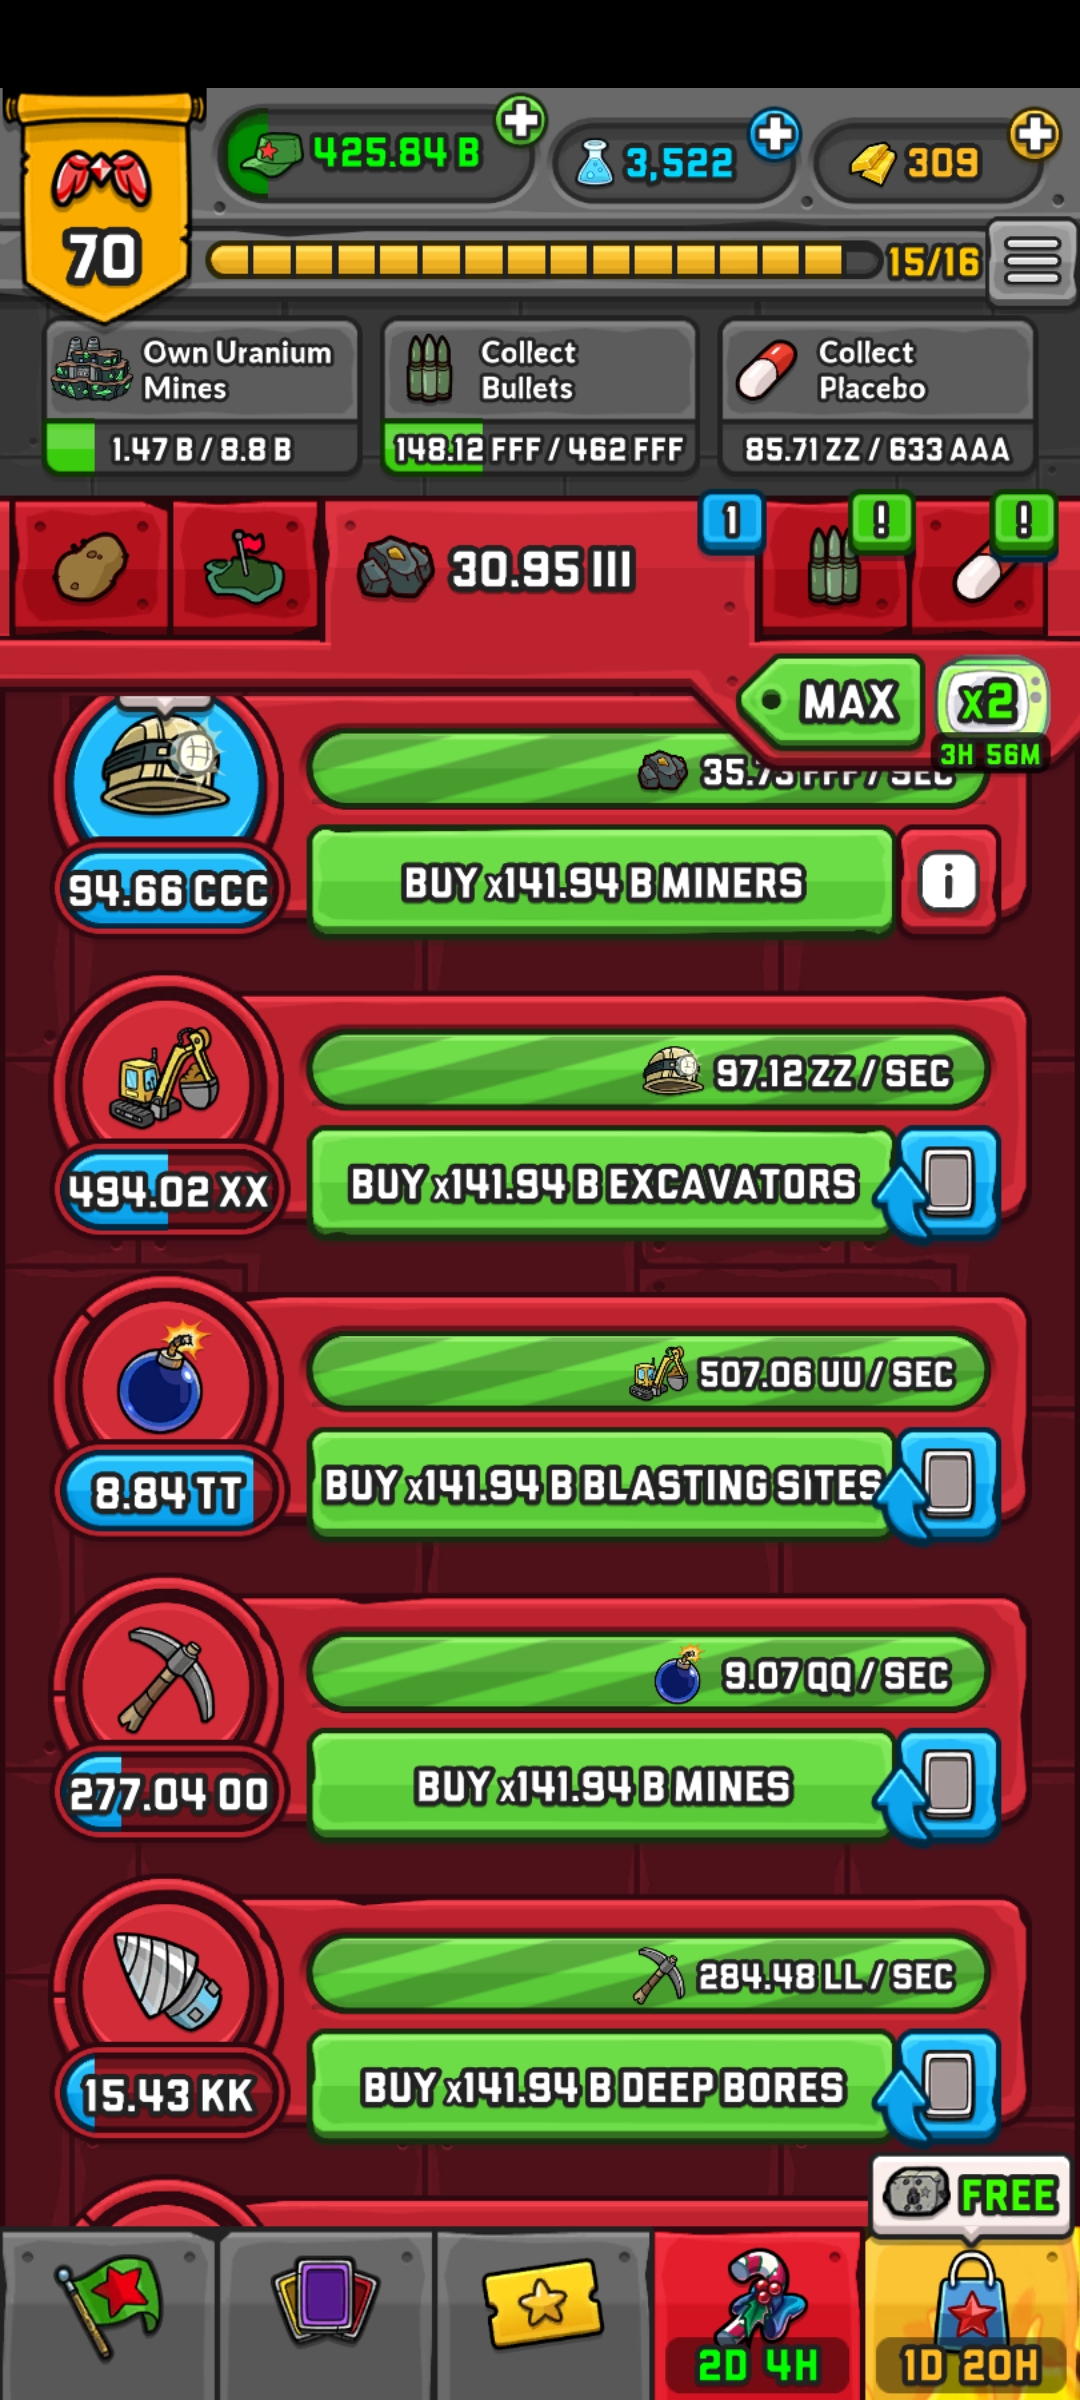 425.84 B
3,522
309
70
15/16
Own Uranium
Mines
1.47 B / 8.8 B
Collect
Bullets
148.12 FFF / 462 FFF
Collect
Placebo
85.71 ZZ / 633 AAA
30.95 III
1
!
!
MAX
x2
3H 56M
35.73 FFF / SEC
94.66 CCC
BUY x141.94 B MINERS
i
97.12 ZZ / SEC
494.02 XX
BUY x141.94 B EXCAVATORS
507.06 UU / SEC
8.84 TT
BUY x141.94 B BLASTING SITES
9.07 QQ / SEC
277.04 OO
BUY x141.94 B MINES
284.48 LL / SEC
15.43 KK
BUY x141.94 B DEEP BORES
FREE
2D 4H
1D 20H